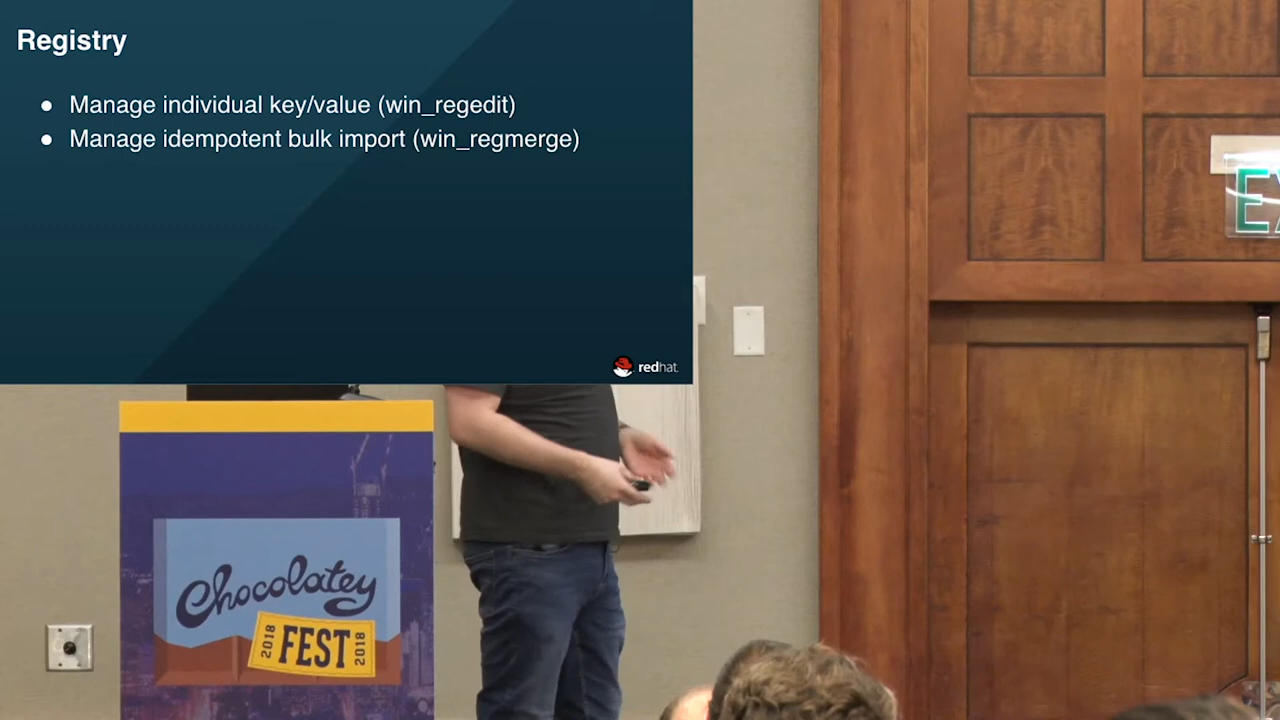 Registry
● Manage individual key/value (win_regedit)
● Manage idempotent bulk import (win_regmerge)
redhat.
Chocolatey
2018 FEST 2018